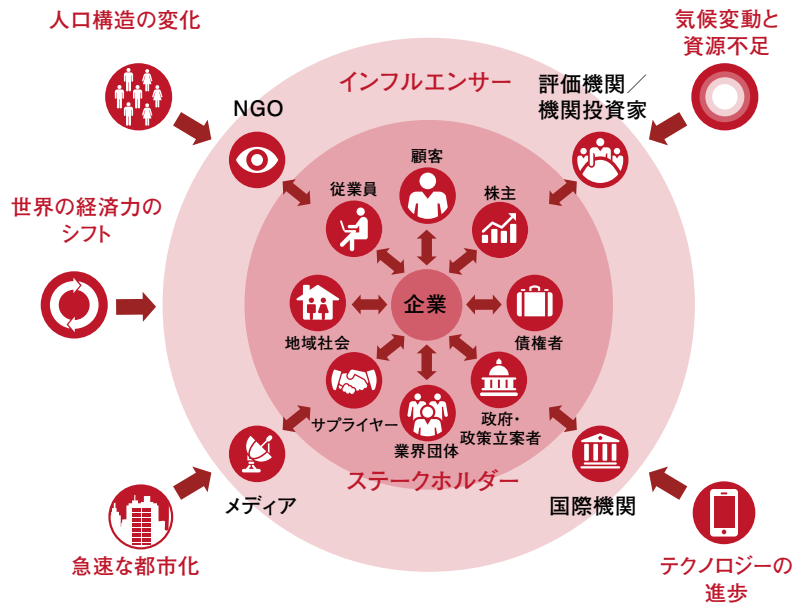 人口構造の変化
気候変動と
資源不足
インフルエンサー
NGO
評価機関／
機関投資家
顧客
従業員
株主
世界の経済力の
シフト
企業
地域社会
債権者
サプライヤー
業界団体
政府・
政策立案者
ステークホルダー
メディア
国際機関
急速な都市化
テクノロジーの
進歩